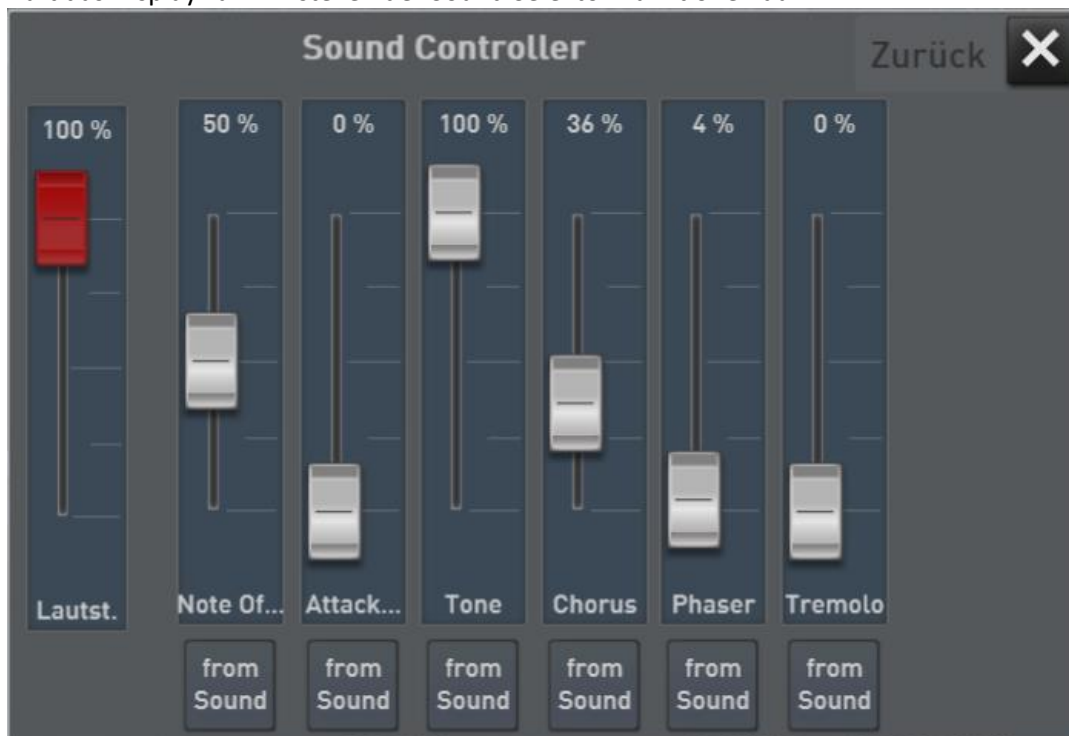 Sound Controller
Zurück
100 %
50 %
0 %
100 %
36 %
4 %
0 %
Lautst.
Note Of...
Attack...
Tone
Chorus
Phaser
Tremolo
from
Sound
from
Sound
from
Sound
from
Sound
from
Sound
from
Sound